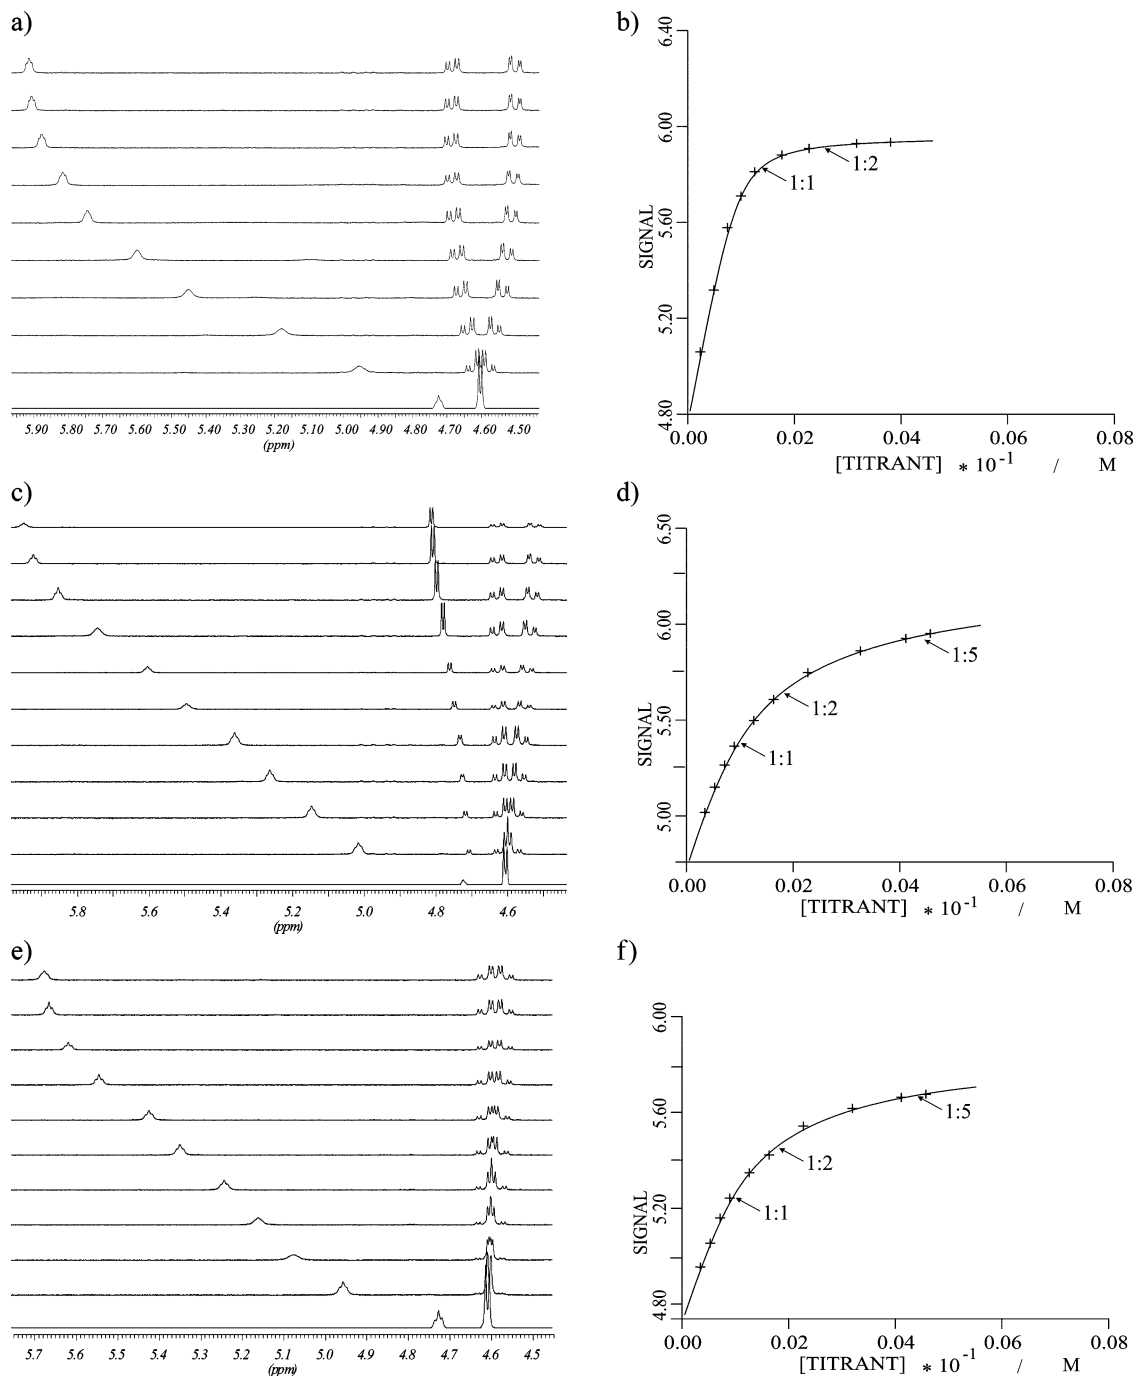 a)
5.90 5.80 5.70 5.60 5.50 5.40 5.30 5.20 5.10 5.00 4.90 4.80 4.70 4.60 4.50
(ppm)
b)
6.40
6.00
5.60
5.20
4.80
SIGNAL
1:1
1:2
0.00 0.02 0.04 0.06 0.08
[TITRANT] * 10-1 / M
c)
5.8 5.6 5.4 5.2 5.0 4.8 4.6
(ppm)
d)
6.50
6.00
5.50
5.00
SIGNAL
1:5
1:2
1:1
0.00 0.02 0.04 0.06 0.08
[TITRANT] * 10-1 / M
e)
5.7 5.6 5.5 5.4 5.3 5.2 5.1 5.0 4.9 4.8 4.7 4.6 4.5
(ppm)
f)
6.00
5.60
5.20
4.80
SIGNAL
1:5
1:2
1:1
0.00 0.02 0.04 0.06 0.08
[TITRANT] * 10-1 / M